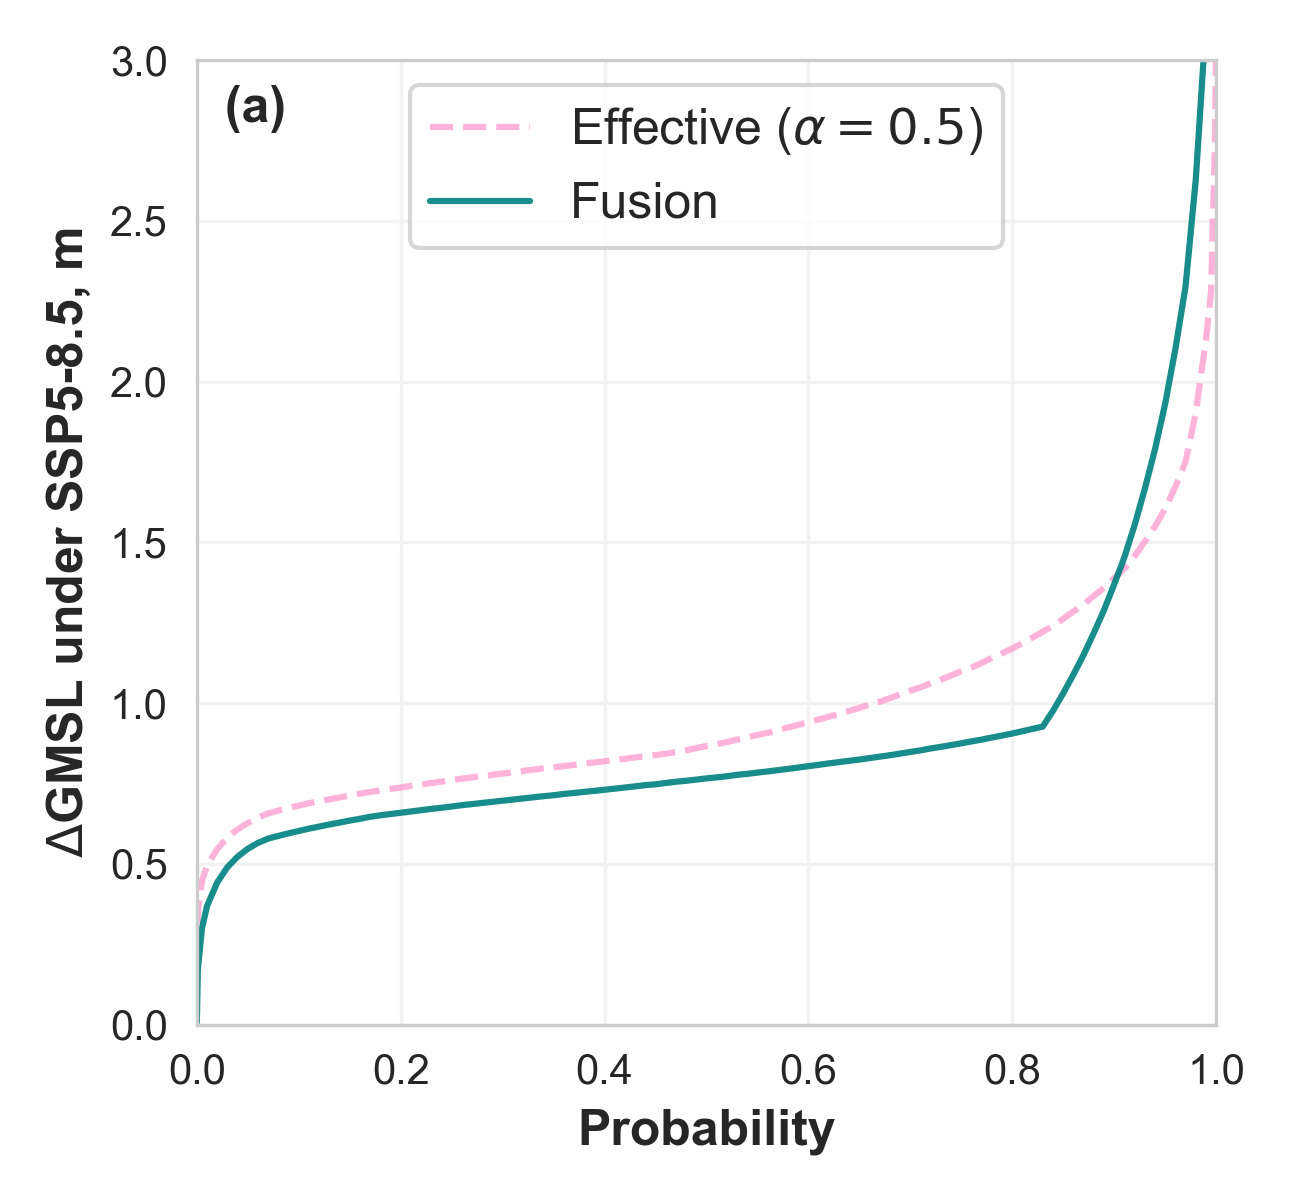 (a)
Effective (α = 0.5)
Fusion
3.0
2.5
2.0
1.5
1.0
0.5
0.0
ΔGMSL under SSP5-8.5, m
0.0 0.2 0.4 0.6 0.8 1.0
Probability